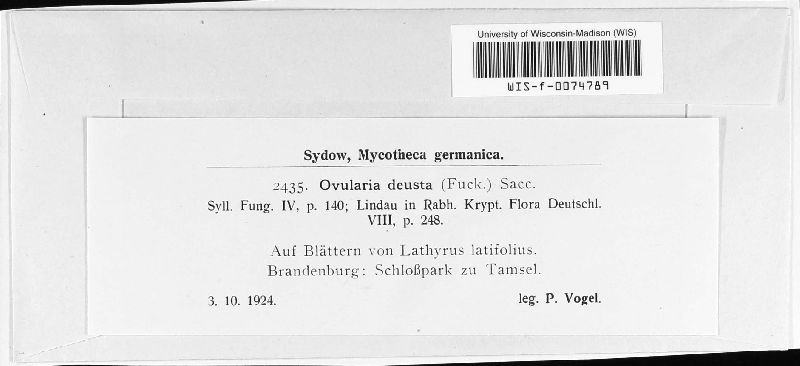 University of Wisconsin-Madison (WIS)
WIS-f-0074789
Sydow, Mycotheca germanica.
2435. Ovularia deusta (Fuck.) Sacc.
Syll. Fung. IV, p. 140; Lindau in Rabh. Krypt. Flora Deutschl.
VIII, p. 248.
Auf Blättern von Lathyrus latifolius.
Brandenburg: Schloßpark zu Tamsel.
3. 10. 1924. leg. P. Vogel.